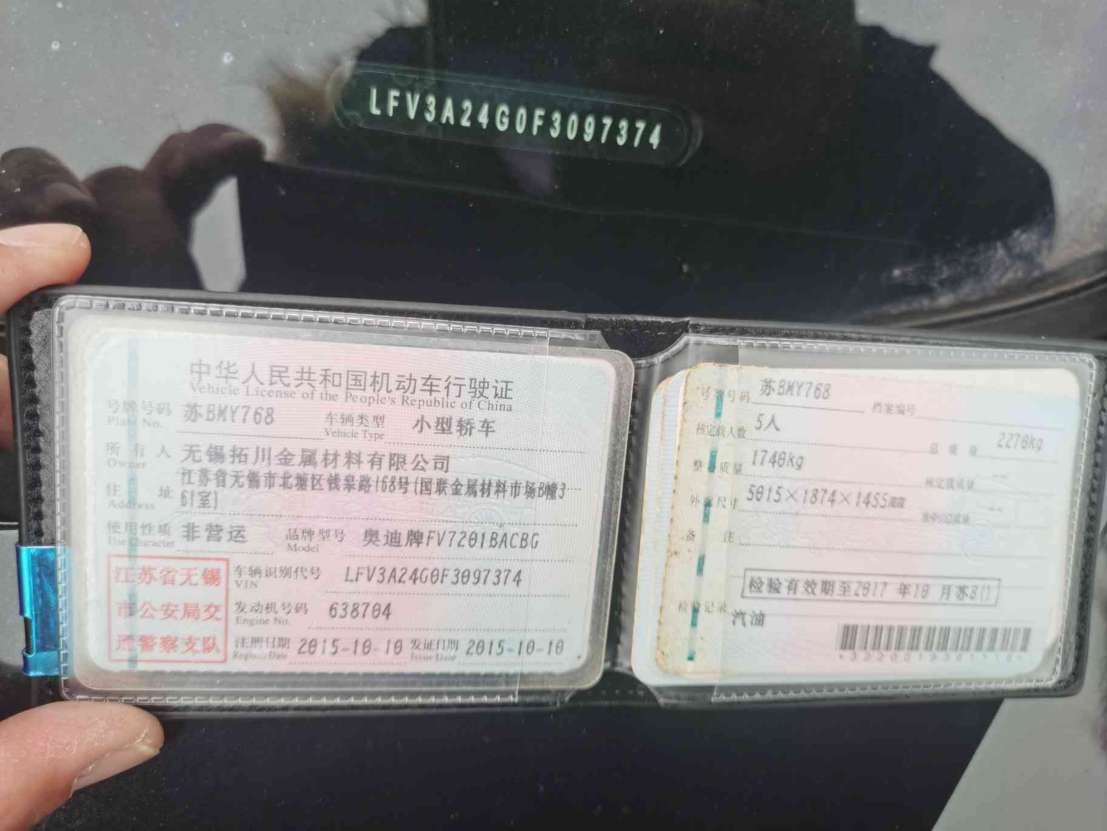 LFV3A24G0F3097374
中华人民共和国机动车行驶证
Vehicle License of the People's Republic of China
号牌号码 苏BMY768 车辆类型 小型轿车
Plate No. Vehicle Type
所有人 无锡拓川金属材料有限公司
Owner
住址 江苏省无锡市北塘区钱皋路168号(国联金属材料市场B幢3
Address 61室)
使用性质 非营运 品牌型号 奥迪牌FV7201BACBG
Use Character Model
江苏省无锡
市公安局交
通警察支队
车辆识别代号 LFV3A24G0F3097374
VIN
发动机号码 638704
Engine No.
注册日期 2015-10-10 发证日期 2015-10-10
Register Date Issue Date
号牌号码 苏BMY768 档案编号
核定载人数 5人 总质量 2270kg
整备质量 1740kg 核定载质量 --
外廓尺寸 5015×1874×1455mm --
备注
检验有效期至2017年10月苏B
检验记录
汽油